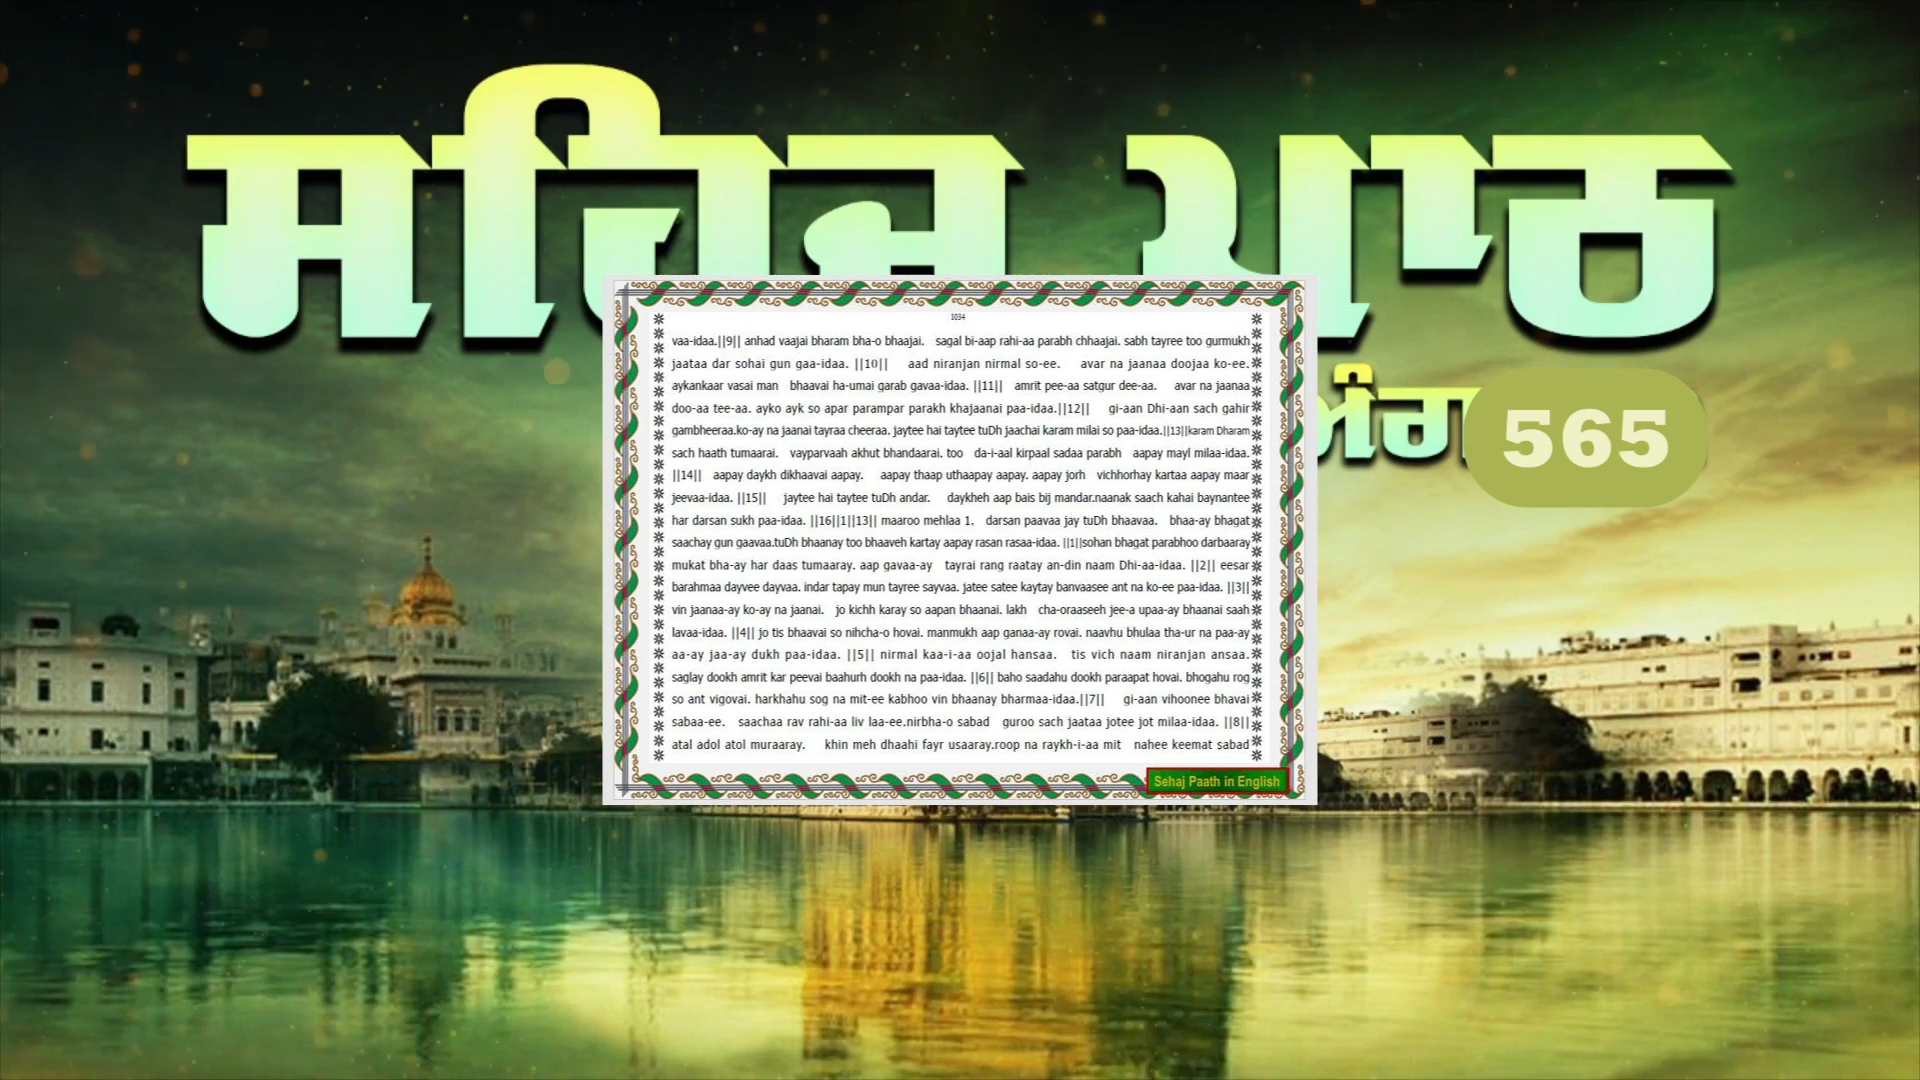 ਸਹਿਜ ਪਾਠ
ਅੰਗ
565
1034
vaa-idaa.||9|| anhad vaajai bharam bha-o bhaajai. sagal bi-aap rahi-aa parabh chhaajai. sabh tayree too gurmukh
jaataa dar sohai gun gaa-idaa. ||10|| aad niranjan nirmal so-ee. avar na jaanaa doojaa ko-ee.
aykankaar vasai man bhaavai ha-umai garab gavaa-idaa. ||11|| amrit pee-aa satgur dee-aa. avar na jaanaa
doo-aa tee-aa. ayko ayk so apar parampar parakh khajaanai paa-idaa.||12|| gi-aan Dhi-aan sach gahir
gambheeraa.ko-ay na jaanai tayraa cheeraa. jaytee hai taytee tuDh jaachai karam milai so paa-idaa.||13||karam Dharam
sach haath tumaarai. vayparvaah akhut bhandaarai. too da-i-aal kirpaal sadaa parabh aapay mayl milaa-idaa.
||14|| aapay daykh dikhaavai aapay. aapay thaap uthaapay aapay. aapay jorh vichhorhay kartaa aapay maar
jeevaa-idaa. ||15|| jaytee hai taytee tuDh andar. daykheh aap bais bij mandar.naanak saach kahai baynantee
har darsan sukh paa-idaa. ||16||1||13|| maaroo mehlaa 1. darsan paavaa jay tuDh bhaavaa. bhaa-ay bhagat
saachay gun gaavaa.tuDh bhaanay too bhaaveh kartay aapay rasan rasaa-idaa. ||1||sohan bhagat parabhoo darbaaray
mukat bha-ay har daas tumaaray. aap gavaa-ay tayrai rang raatay an-din naam Dhi-aa-idaa. ||2|| eesar
barahmaa dayvee dayvaa. indar tapay mun tayree sayvaa. jatee satee kaytay banvaasee ant na ko-ee paa-idaa. ||3||
vin jaanaa-ay ko-ay na jaanai. jo kichh karay so aapan bhaanai. lakh cha-oraaseeh jee-a upaa-ay bhaanai saah
lavaa-idaa. ||4|| jo tis bhaavai so nihcha-o hovai. manmukh aap ganaa-ay rovai. naavhu bhulaa tha-ur na paa-ay
aa-ay jaa-ay dukh paa-idaa. ||5|| nirmal kaa-i-aa oojal hansaa. tis vich naam niranjan ansaa.
saglay dookh amrit kar peevai baahurh dookh na paa-idaa. ||6|| baho saadahu dookh paraapat hovai. bhogahu rog
so ant vigovai. harkhahu sog na mit-ee kabhoo vin bhaanay bharmaa-idaa.||7|| gi-aan vihoonee bhavai
sabaa-ee. saachaa rav rahi-aa liv laa-ee.nirbha-o sabad guroo sach jaataa jotee jot milaa-idaa. ||8||
atal adol atol muraaray. khin meh dhaahi fayr usaaray.roop na raykh-i-aa mit nahee keemat sabad
Sehaj Paath in English